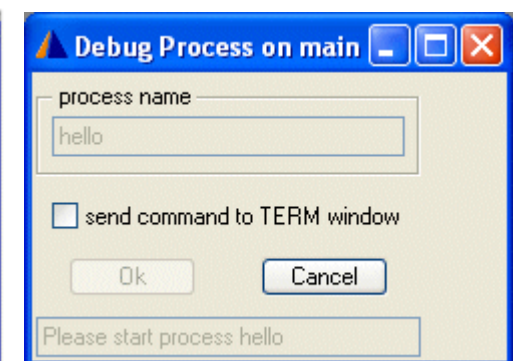 Debug Process on main
process name
hello
send command to TERM window
Ok
Cancel
Please start process hello